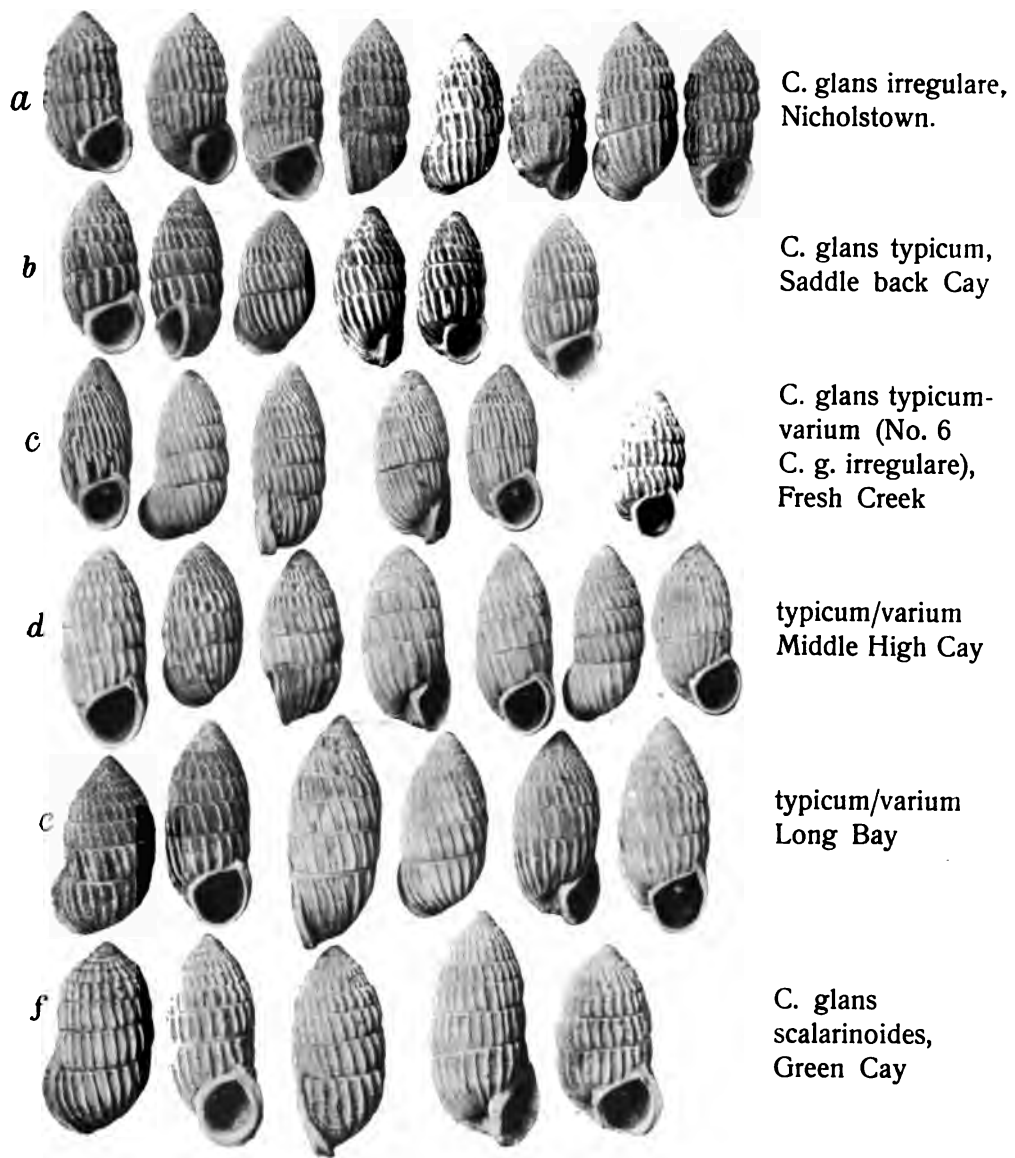 a
C. glans irregulare,
Nicholstown.
b
C. glans typicum,
Saddle back Cay
c
C. glans typicum-
varium (No. 6
C. g. irregulare),
Fresh Creek
d
typicum/varium
Middle High Cay
e
typicum/varium
Long Bay
f
C. glans
scalarinoides,
Green Cay